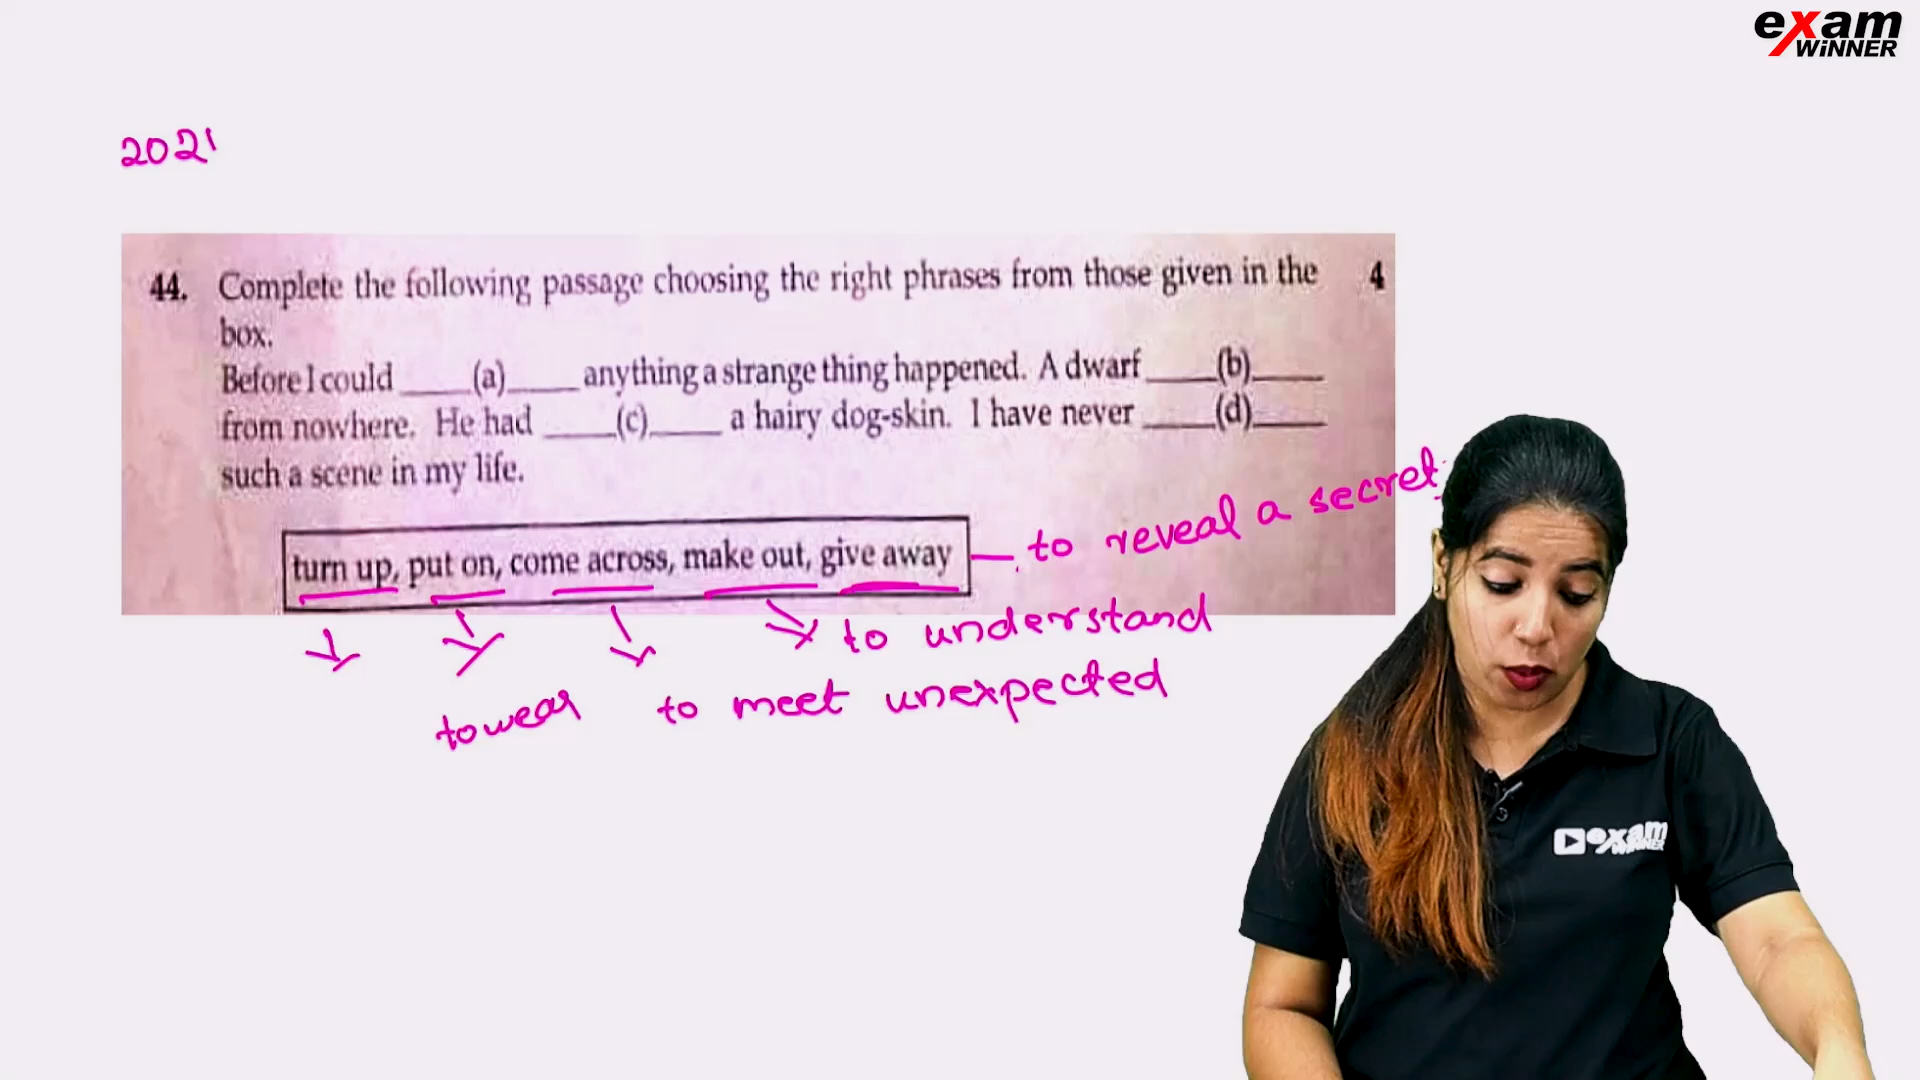 exam
WiNNER
2021
44. Complete the following passage choosing the right phrases from those given in the 4
box.
Before I could ____(a)____ anything a strange thing happened. A dwarf ____(b)____
from nowhere. He had ____(c)____ a hairy dog-skin. I have never ____(d)____
such a scene in my life.
turn up, put on, come across, make out, give away — to reveal a secret
to understand
to wear to meet unexpected
exam
WINNER